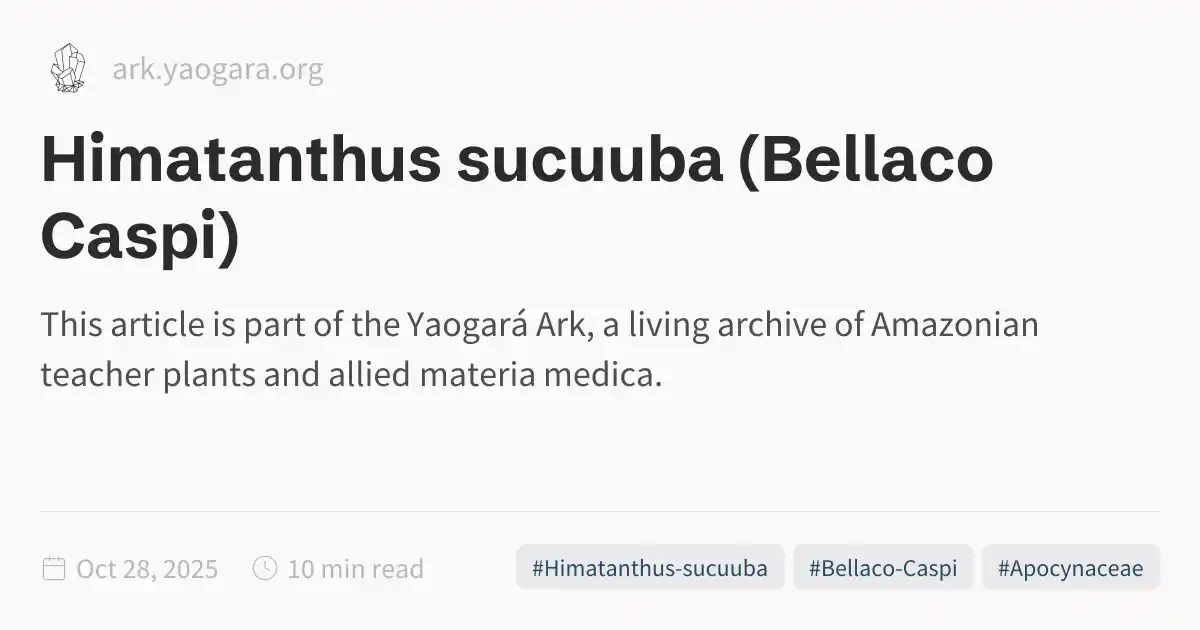 ark.yaogara.org
Himatanthus sucuuba (Bellaco
Caspi)
This article is part of the Yaogará Ark, a living archive of Amazonian
teacher plants and allied materia medica.
Oct 28, 2025 10 min read #Himatanthus-sucuuba #Bellaco-Caspi #Apocynaceae